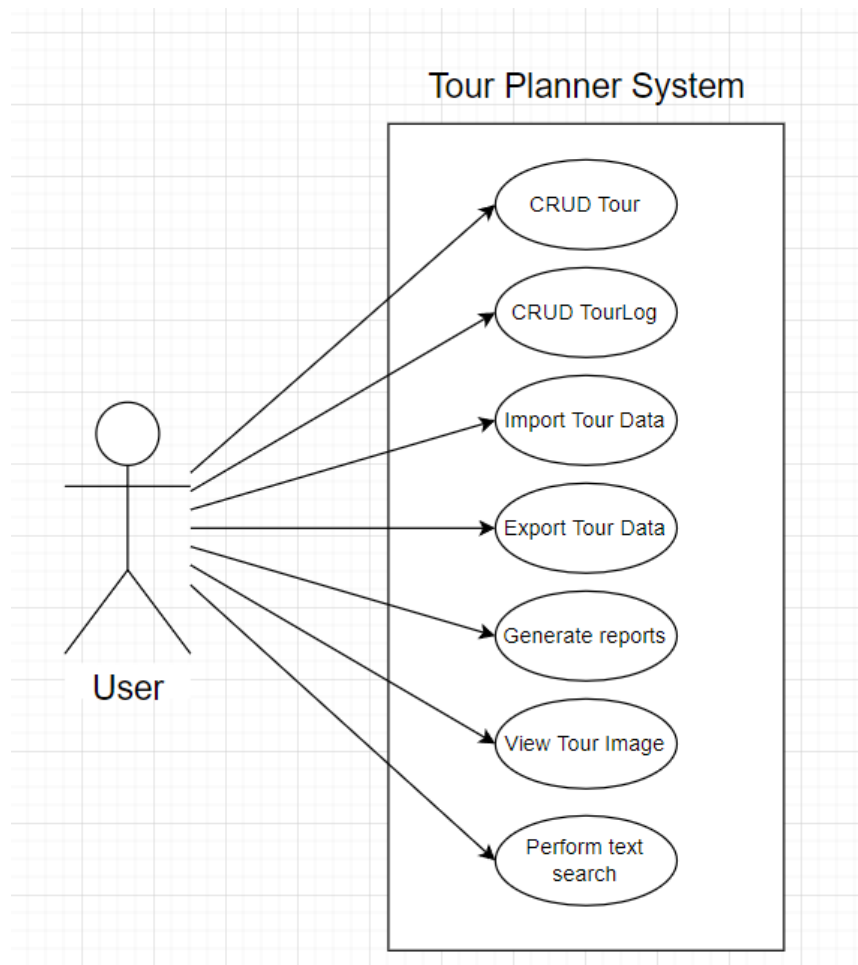 Tour Planner System
CRUD Tour
CRUD TourLog
Import Tour Data
Export Tour Data
Generate reports
View Tour Image
Perform text
search
User